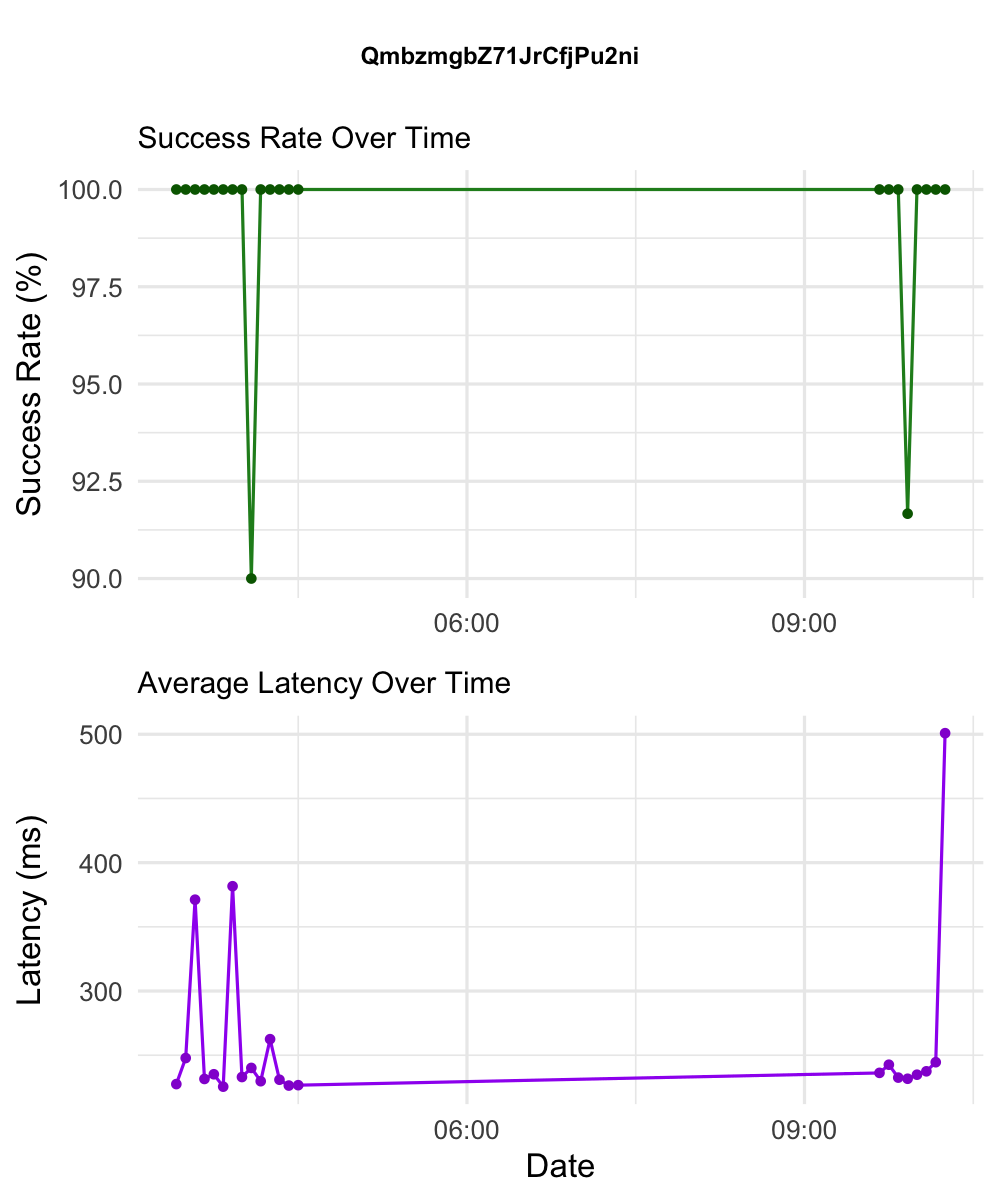 QmbzmgbZ71JrCfjPu2ni
Success Rate Over Time
Success Rate (%)
100.0
97.5
95.0
92.5
90.0
06:00 09:00
Average Latency Over Time
Latency (ms)
500
400
300
06:00 09:00
Date